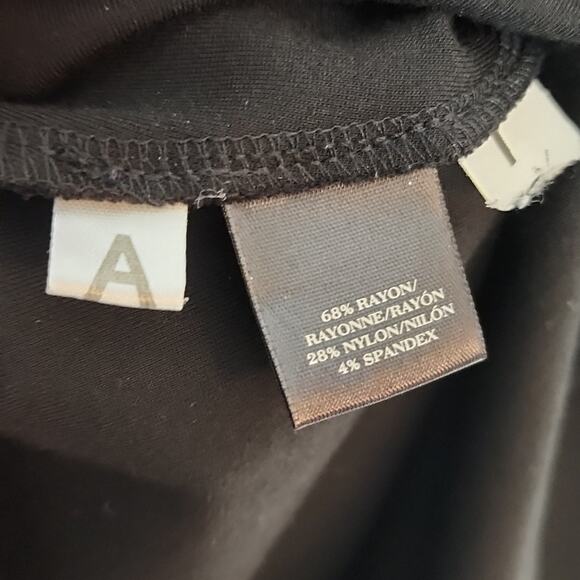 A
68% RAYON/
RAYONNE/RAYÓN
28% NYLON/NILÓN
4% SPANDEX